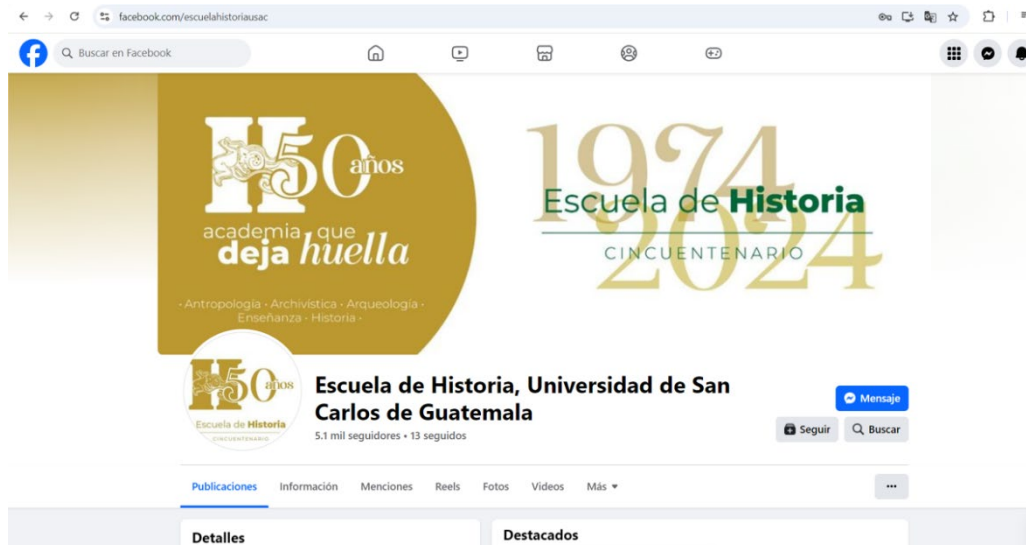 facebook.com/escuelahistoriausac
Buscar en Facebook
H50 años
academia que
deja huella
- Antropología - Archivística - Arqueología -
Enseñanza - Historia -
1974
Escuela de Historia
2024
CINCUENTENARIO
H50 años
Escuela de Historia
CINCUENTENARIO
Escuela de Historia, Universidad de San
Carlos de Guatemala
5.1 mil seguidores • 13 seguidos
Mensaje
Seguir
Buscar
Publicaciones
Información
Menciones
Reels
Fotos
Videos
Más
Detalles
Destacados